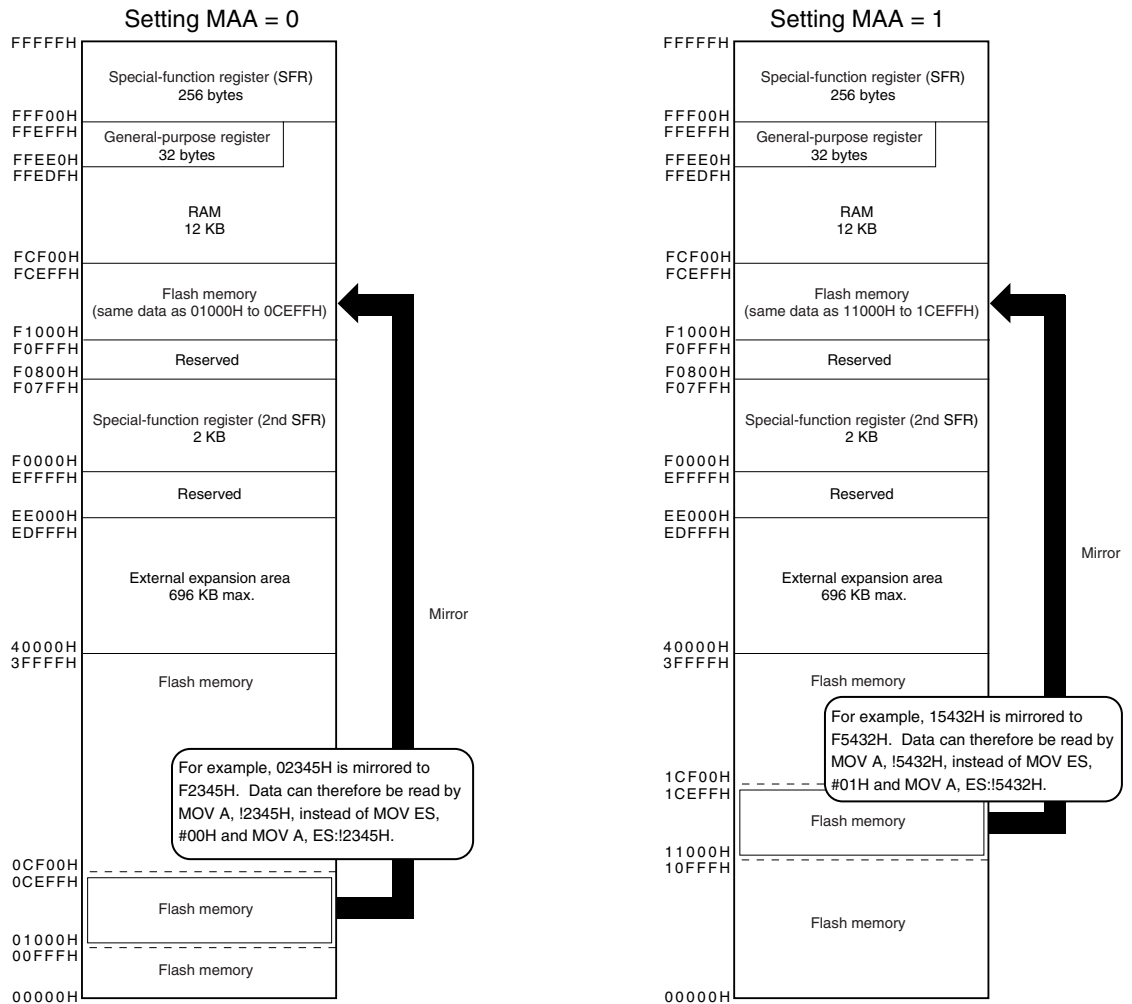 Setting MAA = 0
FFFFFH
Special-function register (SFR)
256 bytes
FFF00H
FFEFFH
General-purpose register
32 bytes
FFEE0H
FFEDFH
RAM
12 KB
FCF00H
FCEFFH
Flash memory
(same data as 01000H to 0CEFFH)
F1000H
F0FFFH
Reserved
F0800H
F07FFH
Special-function register (2nd SFR)
2 KB
F0000H
EFFFFH
Reserved
EE000H
EDFFFH
External expansion area
696 KB max.
Mirror
40000H
3FFFFH
Flash memory
For example, 02345H is mirrored to
F2345H.  Data can therefore be read by
MOV A, !2345H, instead of MOV ES,
#00H and MOV A, ES:!2345H.
0CF00H
0CEFFH
Flash memory
01000H
00FFFH
Flash memory
00000H
Setting MAA = 1
FFFFFH
Special-function register (SFR)
256 bytes
FFF00H
FFEFFH
General-purpose register
32 bytes
FFEE0H
FFEDFH
RAM
12 KB
FCF00H
FCEFFH
Flash memory
(same data as 11000H to 1CEFFH)
F1000H
F0FFFH
Reserved
F0800H
F07FFH
Special-function register (2nd SFR)
2 KB
F0000H
EFFFFH
Reserved
EE000H
EDFFFH
Mirror
External expansion area
696 KB max.
40000H
3FFFFH
Flash memory
For example, 15432H is mirrored to
F5432H.  Data can therefore be read by
MOV A, !5432H, instead of MOV ES,
#01H and MOV A, ES:!5432H.
1CF00H
1CEFFH
Flash memory
11000H
10FFFH
Flash memory
00000H